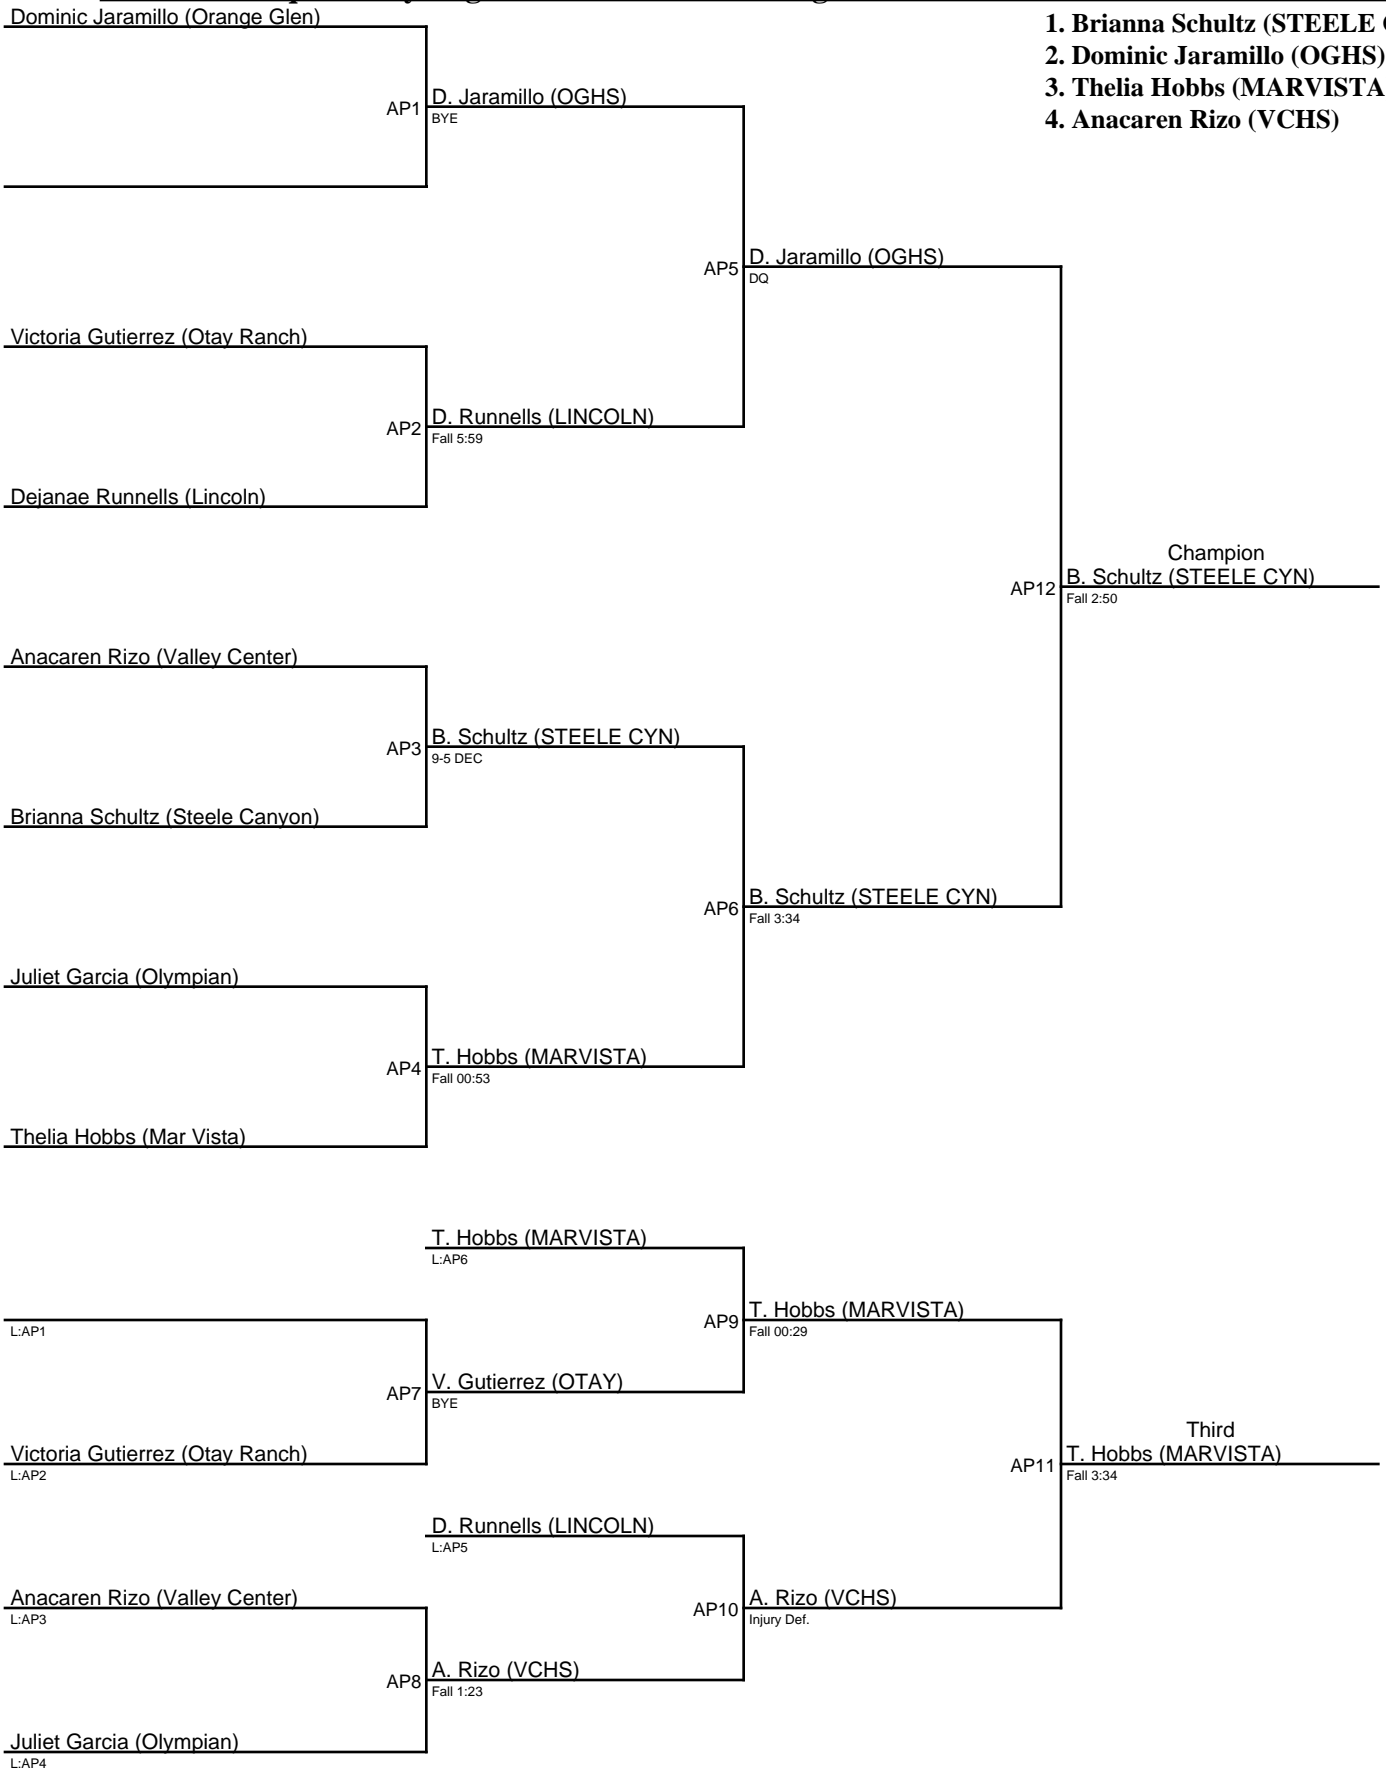 Dominic Jaramillo (Orange Glen)
1. Brianna Schultz (STEELE
2. Dominic Jaramillo (OGHS)
3. Thelia Hobbs (MARVISTA
4. Anacaren Rizo (VCHS)
AP1
D. Jaramillo (OGHS)
BYE
AP5
D. Jaramillo (OGHS)
DQ
Victoria Gutierrez (Otay Ranch)
AP2
D. Runnells (LINCOLN)
Fall 5:59
Dejanae Runnells (Lincoln)
Champion
AP12
B. Schultz (STEELE CYN)
Fall 2:50
Anacaren Rizo (Valley Center)
AP3
B. Schultz (STEELE CYN)
9-5 DEC
Brianna Schultz (Steele Canyon)
AP6
B. Schultz (STEELE CYN)
Fall 3:34
Juliet Garcia (Olympian)
AP4
T. Hobbs (MARVISTA)
Fall 00:53
Thelia Hobbs (Mar Vista)
T. Hobbs (MARVISTA)
L:AP6
L:AP1
AP9
T. Hobbs (MARVISTA)
Fall 00:29
AP7
V. Gutierrez (OTAY)
BYE
Victoria Gutierrez (Otay Ranch)
L:AP2
Third
AP11
T. Hobbs (MARVISTA)
Fall 3:34
D. Runnells (LINCOLN)
L:AP5
Anacaren Rizo (Valley Center)
L:AP3
AP10
A. Rizo (VCHS)
Injury Def.
AP8
A. Rizo (VCHS)
Fall 1:23
Juliet Garcia (Olympian)
L:AP4